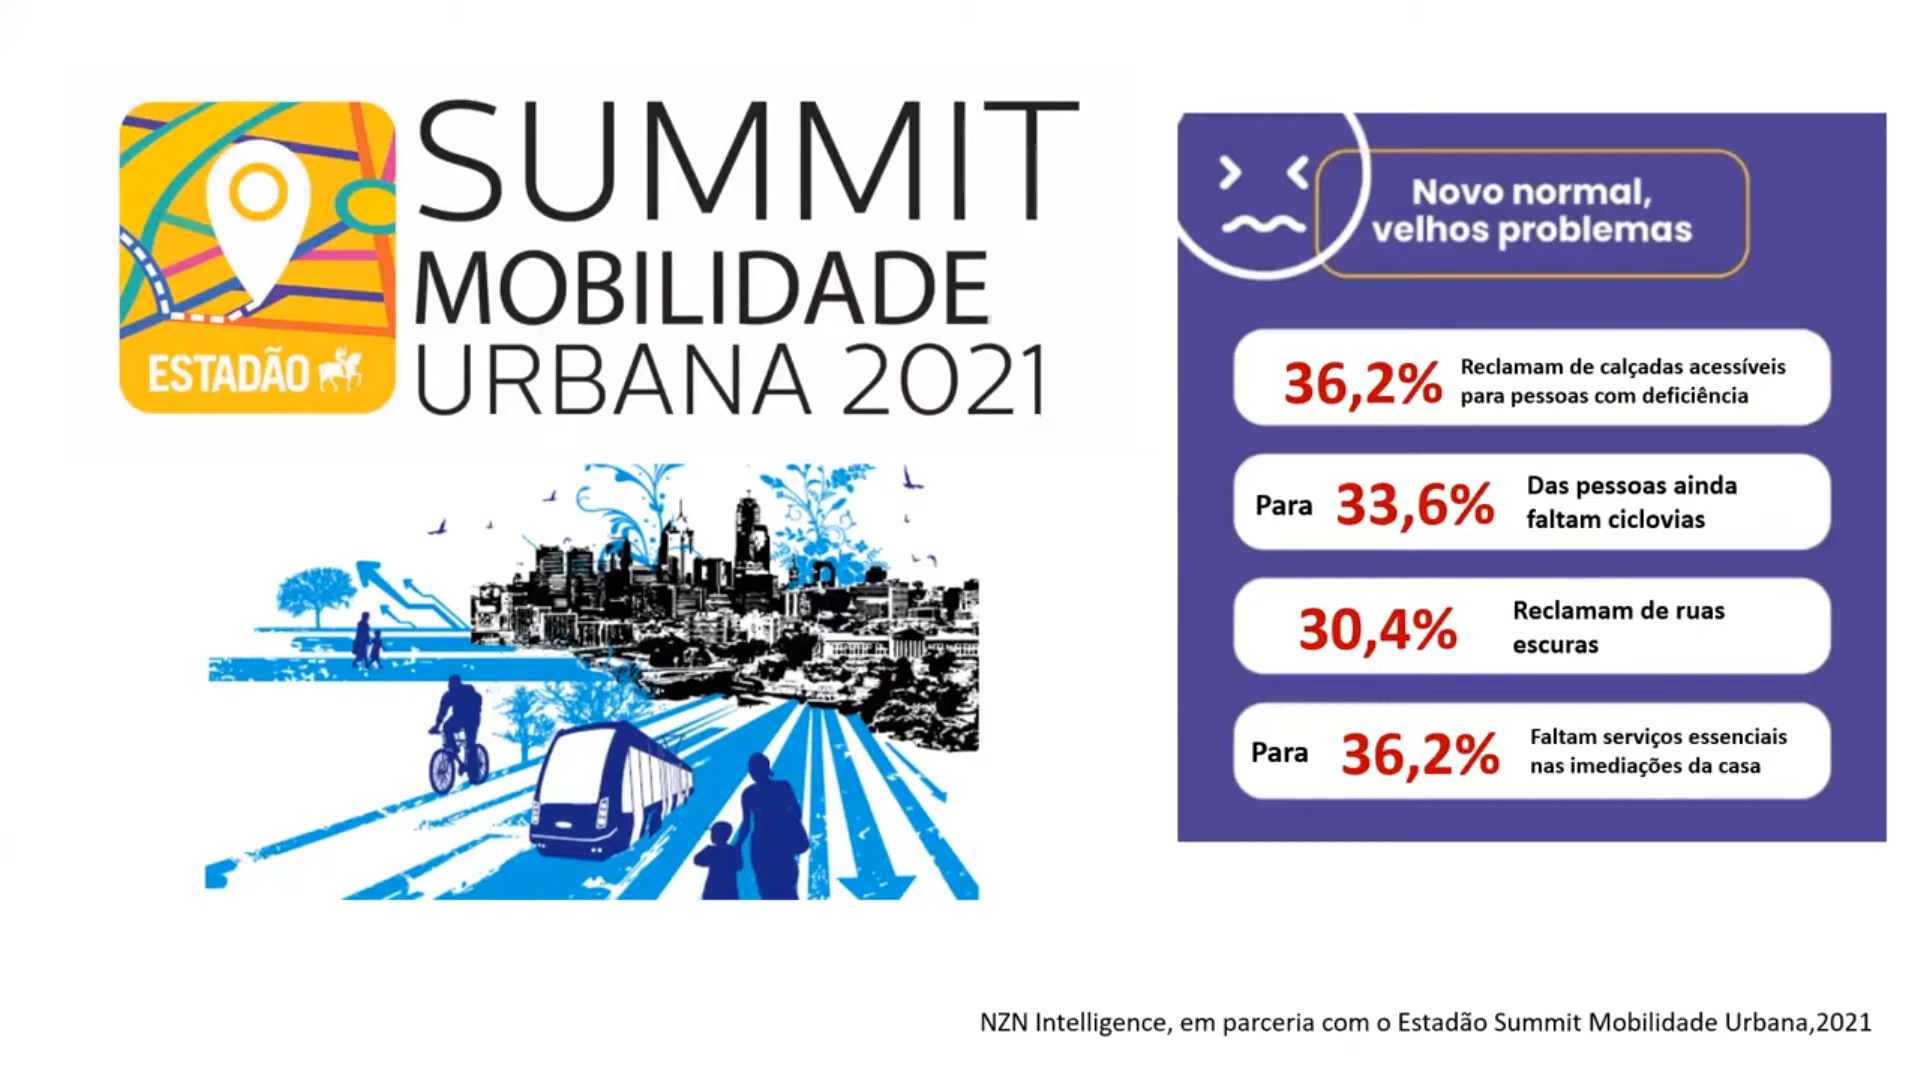 SUMMIT
MOBILIDADE
URBANA 2021
ESTADÃO
Novo normal,
velhos problemas
36,2% Reclamam de calçadas acessíveis
para pessoas com deficiência
Para 33,6% Das pessoas ainda
faltam ciclovias
30,4% Reclamam de ruas
escuras
Para 36,2% Faltam serviços essenciais
nas imediações da casa
NZN Intelligence, em parceria com o Estadão Summit Mobilidade Urbana,2021